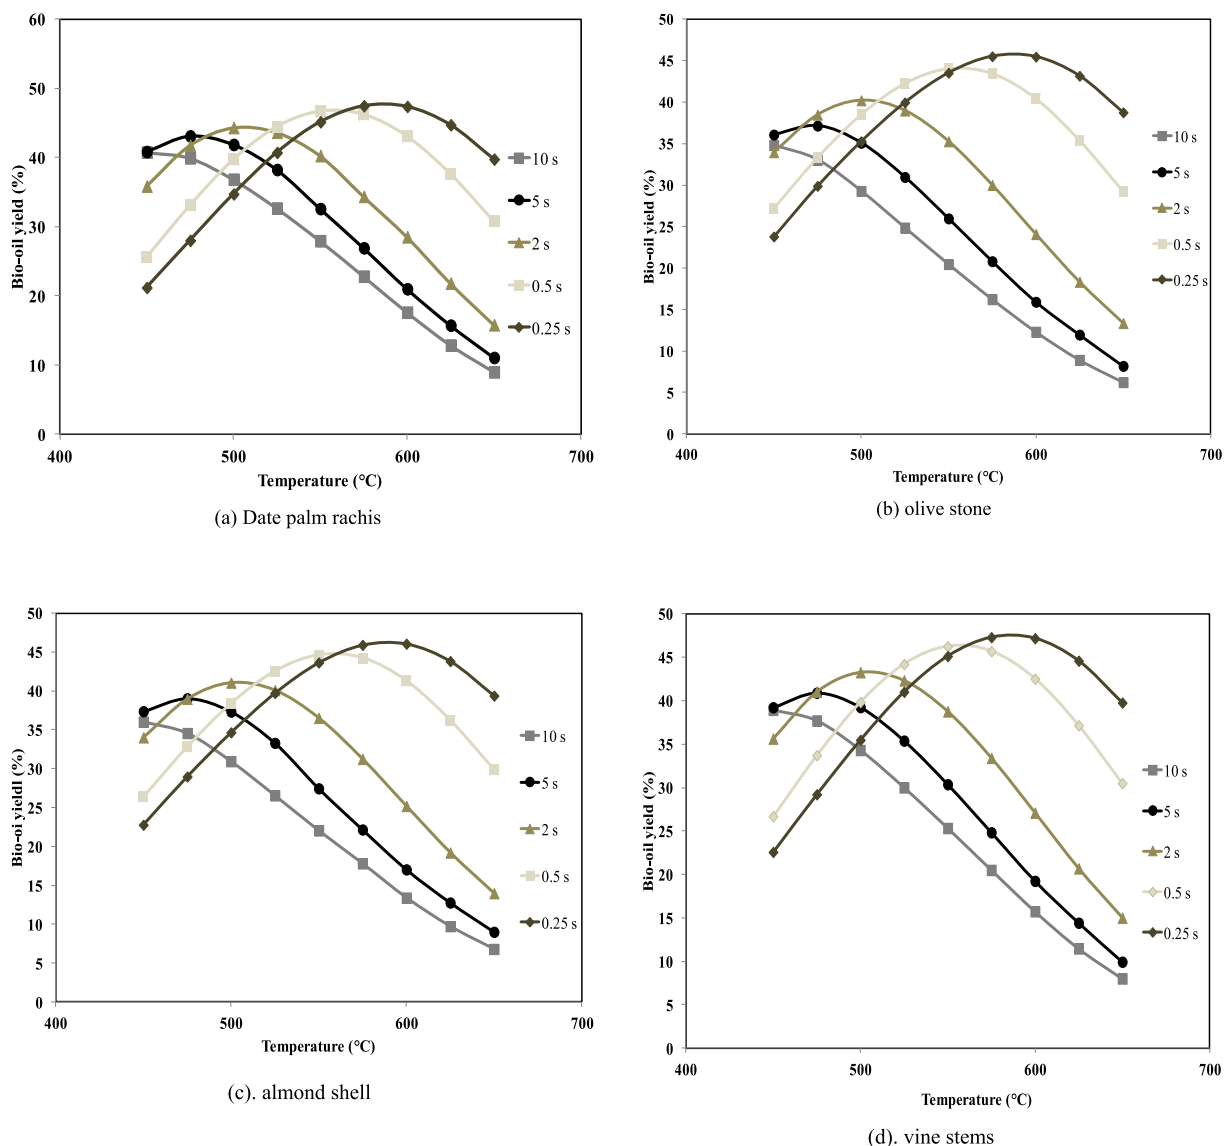 60
50
40
30
20
10
0
400
500
600
700
Bio-oil yield (%)
Temperature (°C)
10 s
5 s
2 s
0.5 s
0.25 s
(a) Date palm rachis
50
45
40
35
30
25
20
15
10
5
0
400
500
600
700
Bio-oil yield (%)
Temperature (°C)
10 s
5 s
2 s
0.5 s
0.25 s
(b) olive stone
50
45
40
35
30
25
20
15
10
5
0
400
500
600
700
Bio-oi yieldl (%)
Temperature (°C)
10 s
5 s
2 s
0.5 s
0.25 s
(c). almond shell
50
45
40
35
30
25
20
15
10
5
0
400
500
600
700
Bio-oil yield (%)
Temperature (°C)
10 s
5 s
2 s
0.5 s
0.25 s
(d). vine stems